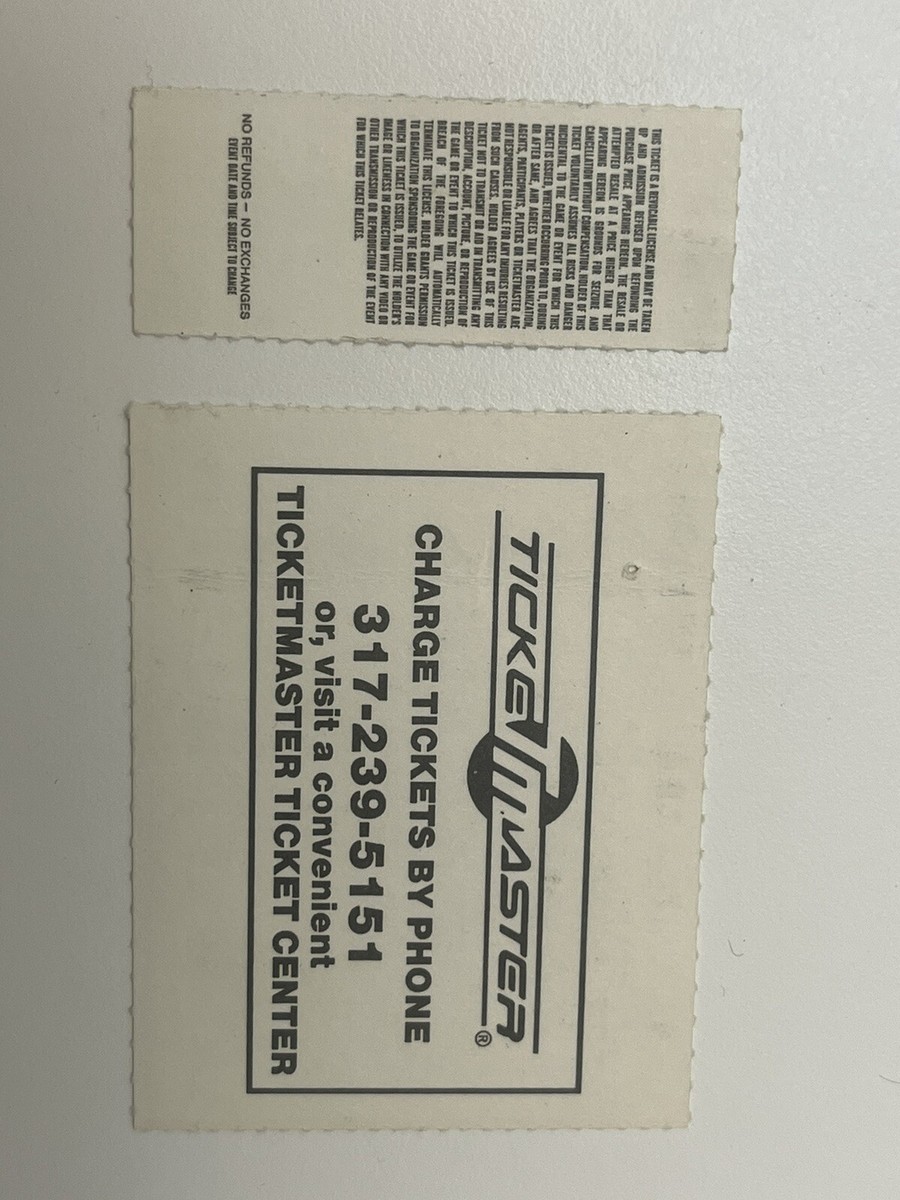 THIS TICKET IS A REVOCABLE LICENSE AND MAY BE TAKEN
UP AND ADMISSION REFUSED UPON REFUNDING THE
PURCHASE PRICE APPEARING HEREIN. THE RESALE OR
ATTEMPTED RESALE AT A PRICE HIGHER THAN THAT
APPEARING HEREIN IS GROUNDS FOR SEIZURE AND
CANCELLATION WITHOUT COMPENSATION. HOLDER OF THIS
TICKET VOLUNTARILY ASSUMES ALL RISKS AND DANGER
INCIDENTAL TO THE GAME OR EVENT FOR WHICH THIS
TICKET IS ISSUED, WHETHER OCCURRING PRIOR TO, DURING
OR AFTER SAME, AND AGREES THAT THE ORGANIZATION,
AGENTS, PARTICIPANTS, PLAYERS OR TICKETMASTER ARE
NOT RESPONSIBLE OR LIABLE FOR ANY INJURIES RESULTING
FROM SUCH CAUSES. HOLDER AGREES BY USE OF THIS
TICKET NOT TO TRANSMIT OR AID IN TRANSMITTING ANY
DESCRIPTION, ACCOUNT, PICTURE, OR REPRODUCTION OF
THE GAME OR EVENT TO WHICH THIS TICKET IS ISSUED.
BREACH OF THE FOREGOING WILL AUTOMATICALLY
TERMINATE THIS LICENSE. HOLDER GRANTS PERMISSION
TO ORGANIZATION SPONSORING THE GAME OR EVENT FOR
WHICH THIS TICKET IS ISSUED, TO UTILIZE THE HOLDER'S
IMAGE OR LIKENESS IN CONNECTION WITH ANY VIDEO OR
OTHER TRANSMISSION OR REPRODUCTION OF THE EVENT
FOR WHICH THIS TICKET RELATES.
NO REFUNDS — NO EXCHANGES
EVENT DATE AND TIME SUBJECT TO CHANGE
TICKETMASTER®
CHARGE TICKETS BY PHONE
317-239-5151
or, visit a convenient
TICKETMASTER TICKET CENTER